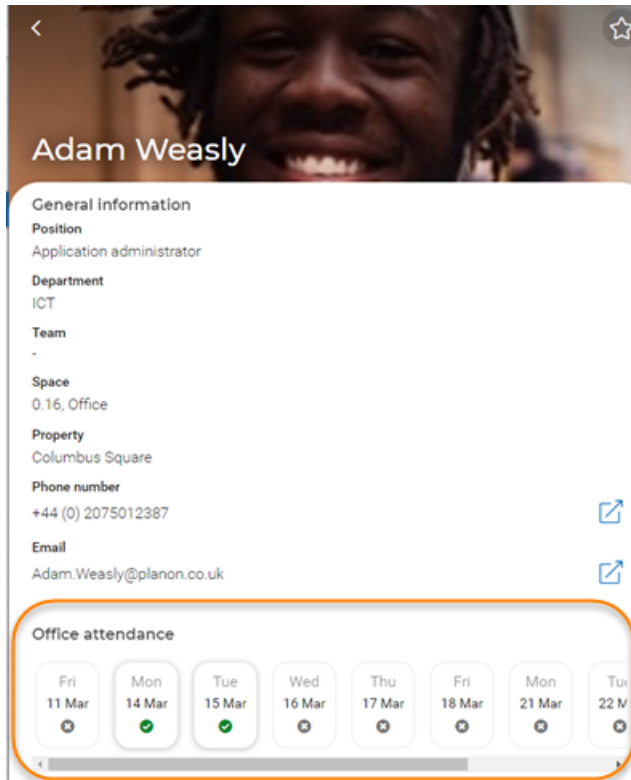 Adam Weasly
General information
Position
Application administrator
Department
ICT
Team
-
Space
0.16, Office
Property
Columbus Square
Phone number
+44 (0) 2075012387
Email
Adam.Weasly@planon.co.uk
Office attendance
Fri Mon Tue Wed Thu Fri Mon
11 Mar 14 Mar 15 Mar 16 Mar 17 Mar 18 Mar 21 Mar 22